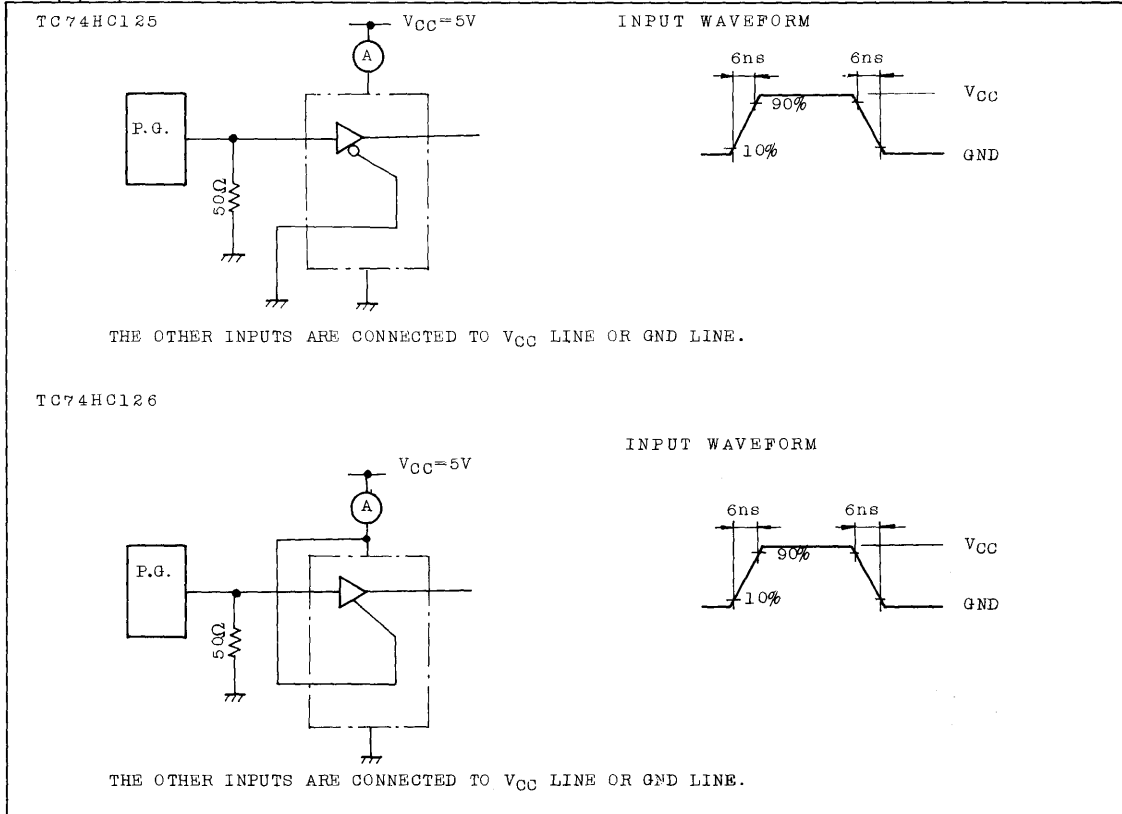 TC74HC125
VCC=5V
INPUT WAVEFORM
A
6ns
6ns
P.G.
90%
VCC
10%
GND
50Ω
THE OTHER INPUTS ARE CONNECTED TO VCC LINE OR GND LINE.
TC74HC126
INPUT WAVEFORM
VCC=5V
A
6ns
6ns
P.G.
90%
VCC
10%
GND
50Ω
THE OTHER INPUTS ARE CONNECTED TO VCC LINE OR GND LINE.